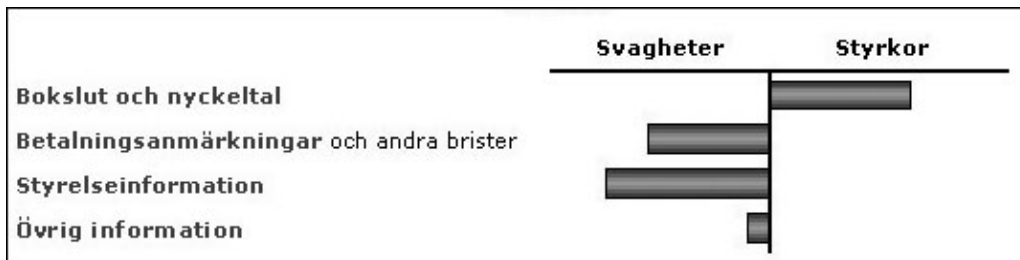 Svagheter Styrkor
Bokslut och nyckeltal
Betalningsanmärkningar och andra brister
Styrelseinformation
Övrig information